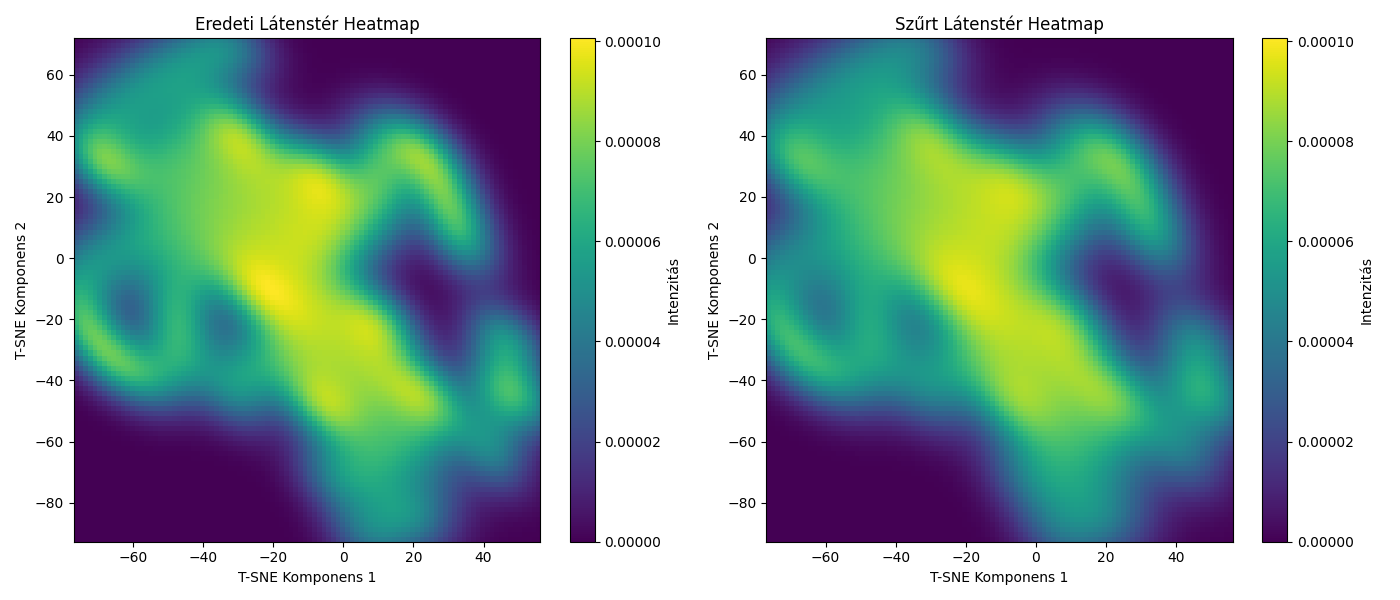 Eredeti Látenstér Heatmap
60
40
20
0
−20
−40
−60
−80
T-SNE Komponens 2
−60 −40 −20 0 20 40
T-SNE Komponens 1
0.00010
0.00008
0.00006
0.00004
0.00002
0.00000
Intenzitás
Szűrt Látenstér Heatmap
60
40
20
0
−20
−40
−60
−80
T-SNE Komponens 2
−60 −40 −20 0 20 40
T-SNE Komponens 1
0.00010
0.00008
0.00006
0.00004
0.00002
0.00000
Intenzitás